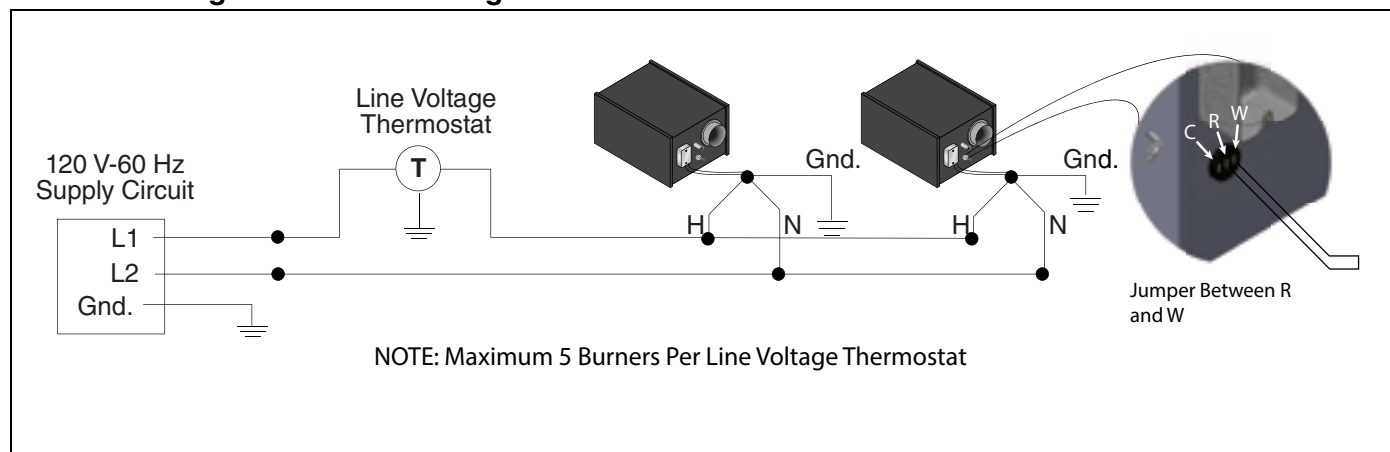 Line Voltage
Thermostat
T
120 V-60 Hz
Supply Circuit
L1
L2
Gnd.
H
N
Gnd.
H
N
Gnd.
C
R
W
Jumper Between R
and W
NOTE: Maximum 5 Burners Per Line Voltage Thermostat